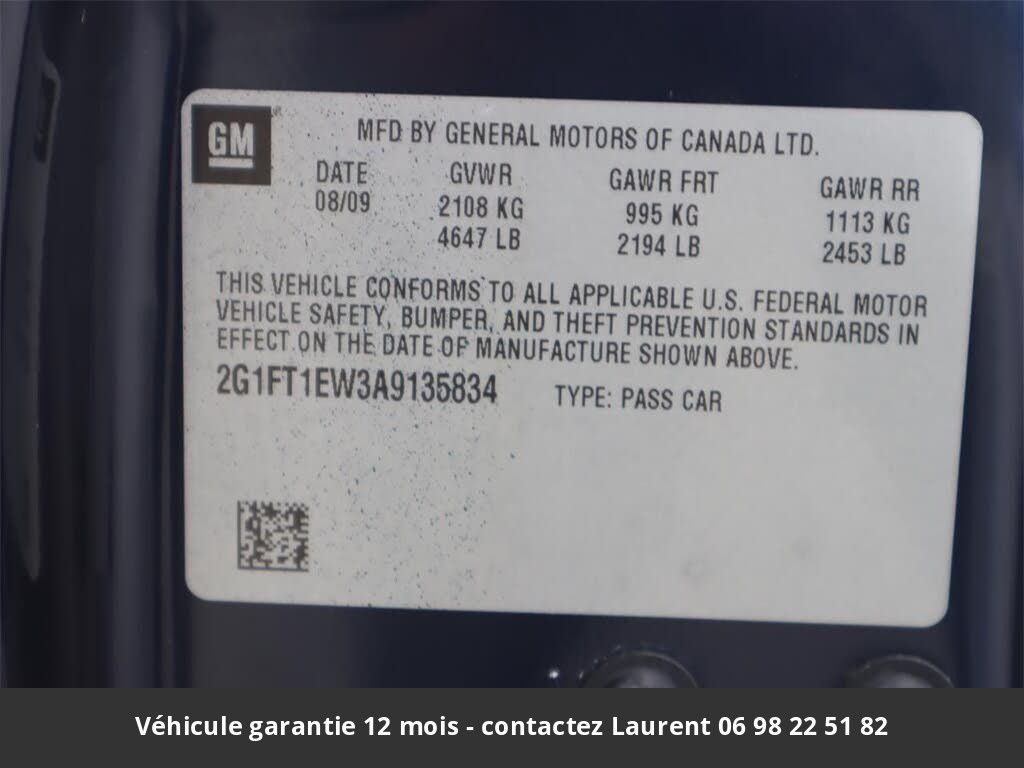 GM
MFD BY GENERAL MOTORS OF CANADA LTD.
DATE GVWR GAWR FRT GAWR RR
08/09 2108 KG 995 KG 1113 KG
4647 LB 2194 LB 2453 LB
THIS VEHICLE CONFORMS TO ALL APPLICABLE U.S. FEDERAL MOTOR
VEHICLE SAFETY, BUMPER, AND THEFT PREVENTION STANDARDS IN
EFFECT ON THE DATE OF MANUFACTURE SHOWN ABOVE.
2G1FT1EW3A9135834 TYPE: PASS CAR
Véhicule garantie 12 mois - contactez Laurent 06 98 22 51 82